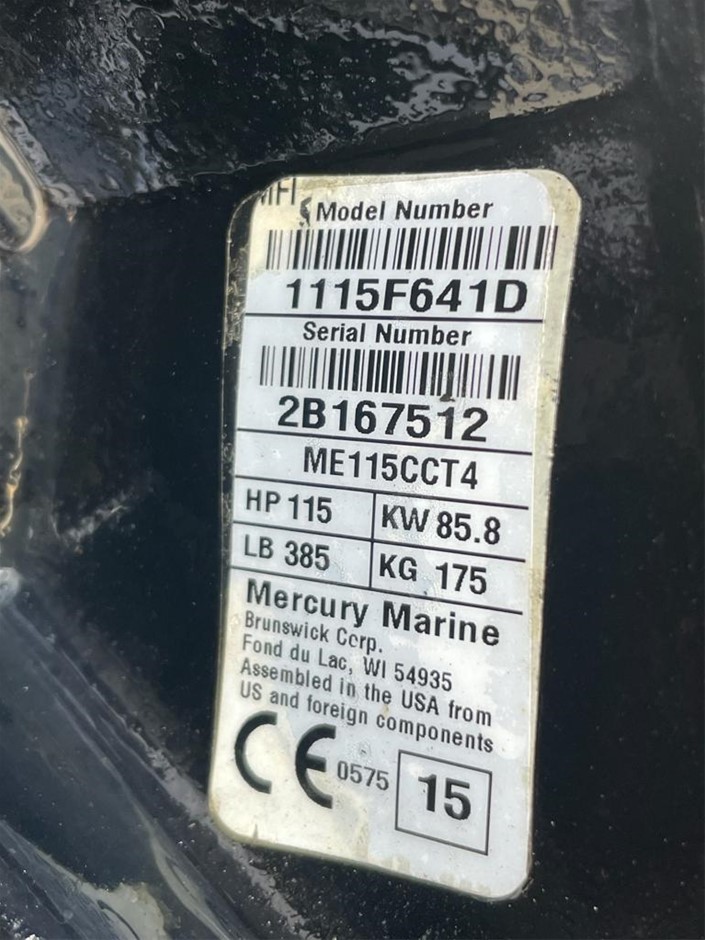 Model Number
1115F641D
Serial Number
2B167512
ME115CCT4
HP 115 KW 85.8
LB 385 KG 175
Mercury Marine
Brunswick Corp.
Fond du Lac, WI 54935
Assembled in the USA from
US and foreign components
CE 0575 15